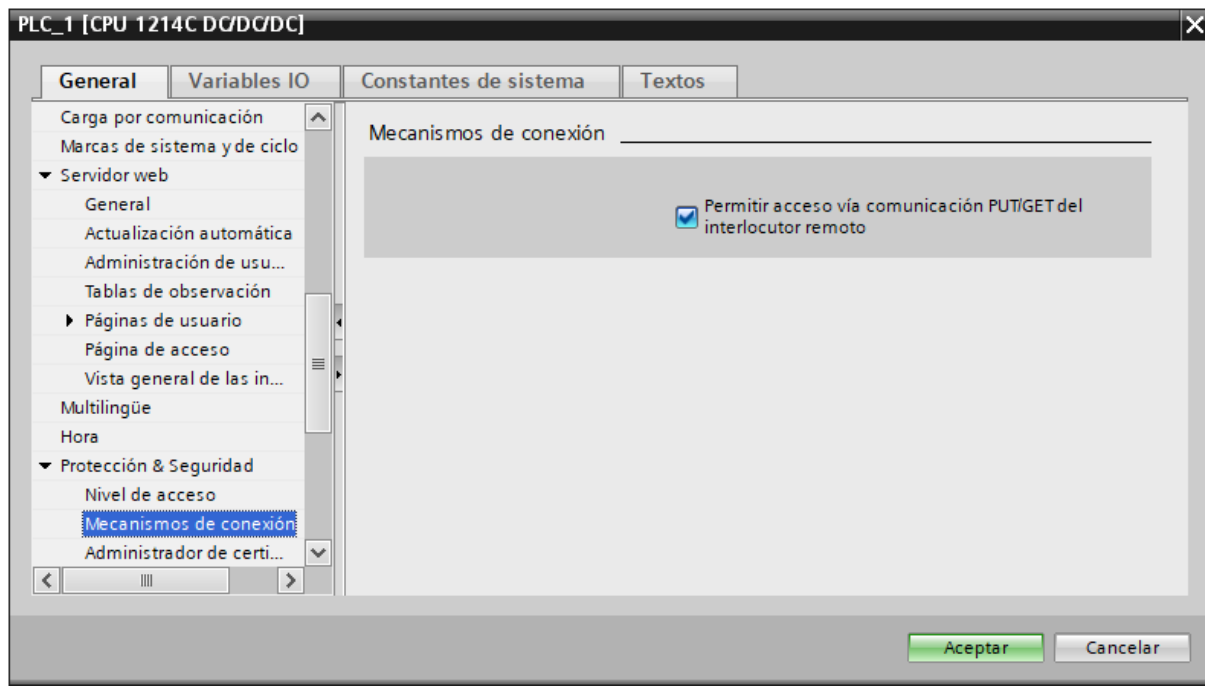 PLC_1 [CPU 1214C DC/DC/DC]
General
Variables IO
Constantes de sistema
Textos
Carga por comunicación
Marcas de sistema y de ciclo
Servidor web
General
Actualización automática
Administración de usu...
Tablas de observación
Páginas de usuario
Página de acceso
Vista general de las in...
Multilingüe
Hora
Protección & Seguridad
Nivel de acceso
Mecanismos de conexión
Administrador de certi...
Mecanismos de conexión
Permitir acceso vía comunicación PUT/GET del
interlocutor remoto
Aceptar
Cancelar